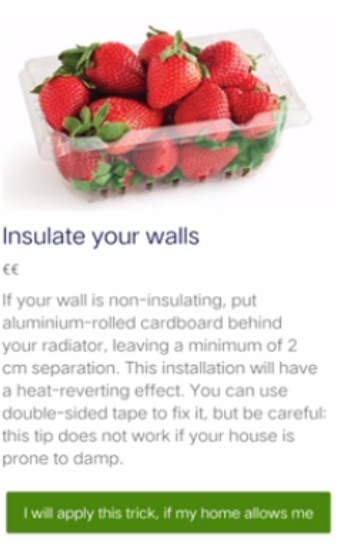 Insulate your walls
€€
If your wall is non-insulating, put
aluminium-rolled cardboard behind
your radiator, leaving a minimum of 2
cm separation. This installation will have
a heat-reverting effect. You can use
double-sided tape to fix it, but be careful:
this tip does not work if your house is
prone to damp.
I will apply this trick, if my home allows me